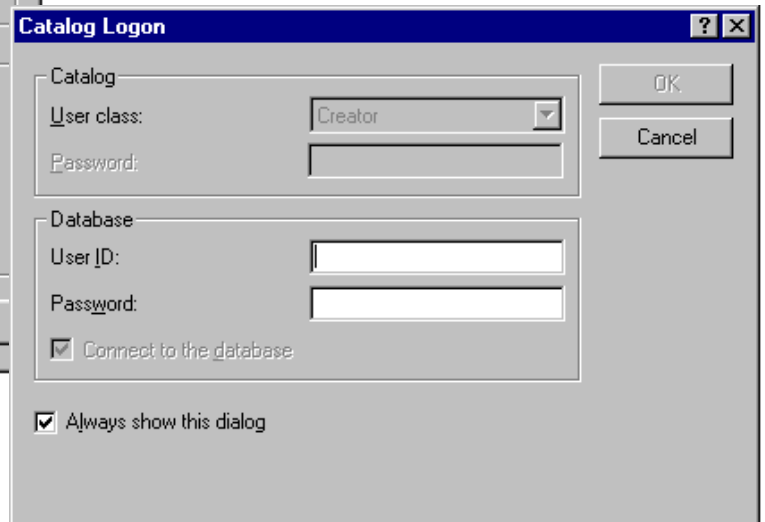 Catalog Logon
Catalog
User class: Creator
Password:
OK
Cancel
Database
User ID:
Password:
Connect to the database
Always show this dialog